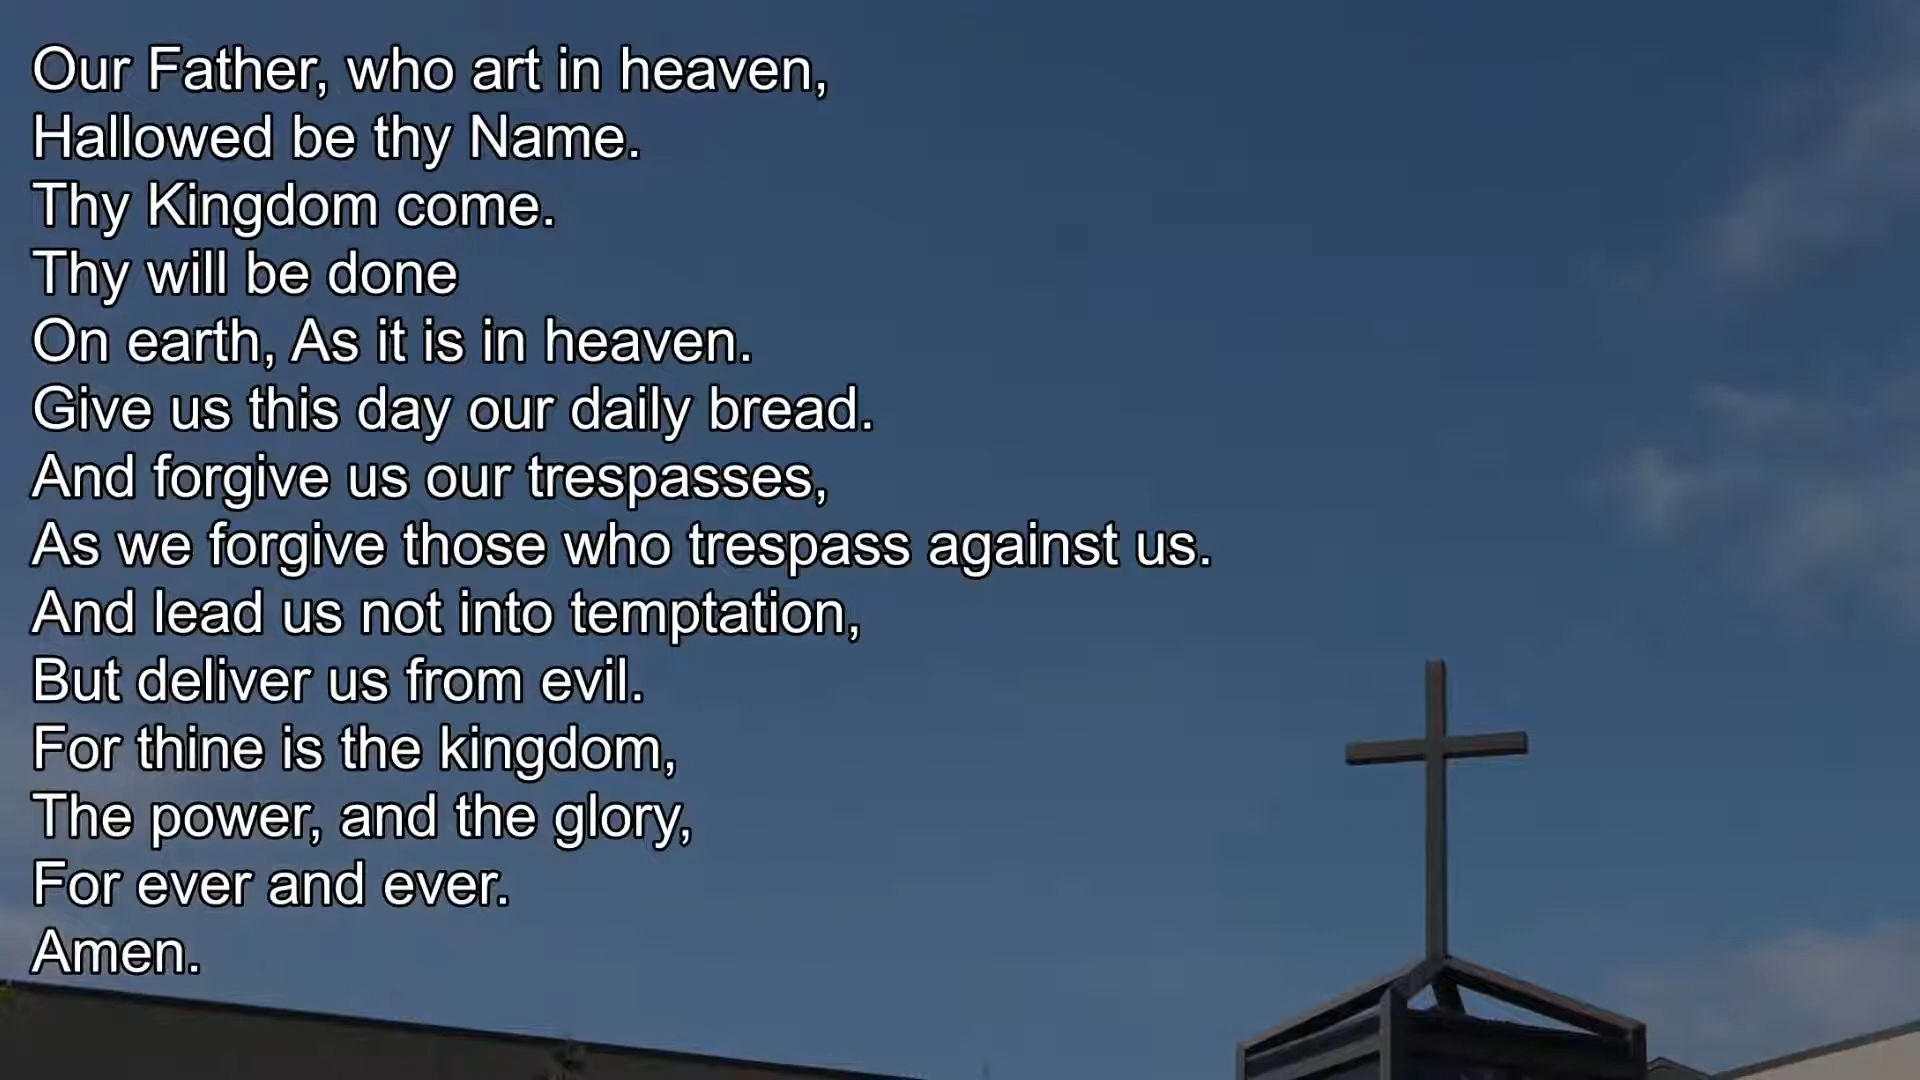 Our Father, who art in heaven,
Hallowed be thy Name.
Thy Kingdom come.
Thy will be done
On earth, As it is in heaven.
Give us this day our daily bread.
And forgive us our trespasses,
As we forgive those who trespass against us.
And lead us not into temptation,
But deliver us from evil.
For thine is the kingdom,
The power, and the glory,
For ever and ever.
Amen.